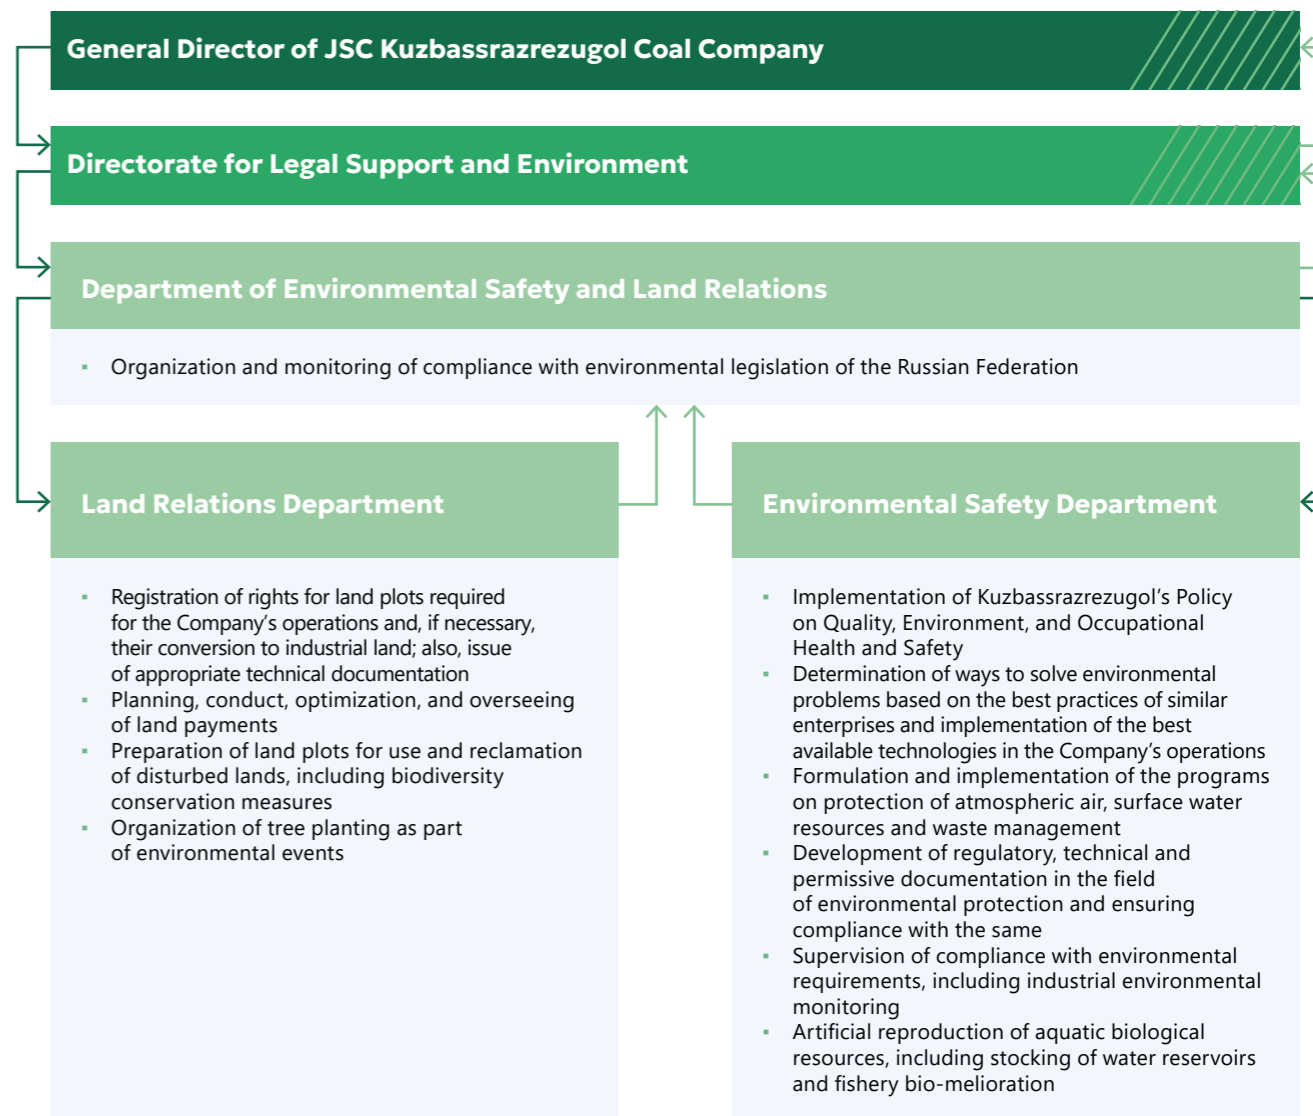 General Director of JSC Kuzbassrazrezugol Coal Company
Directorate for Legal Support and Environment
Department of Environmental Safety and Land Relations
▪ Organization and monitoring of compliance with environmental legislation of the Russian Federation
Land Relations Department
▪ Registration of rights for land plots required
for the Company’s operations and, if necessary,
their conversion to industrial land; also, issue
of appropriate technical documentation
▪ Planning, conduct, optimization, and overseeing
of land payments
▪ Preparation of land plots for use and reclamation
of disturbed lands, including biodiversity
conservation measures
▪ Organization of tree planting as part
of environmental events
Environmental Safety Department
▪ Implementation of Kuzbassrazrezugol’s Policy
on Quality, Environment, and Occupational
Health and Safety
▪ Determination of ways to solve environmental
problems based on the best practices of similar
enterprises and implementation of the best
available technologies in the Company’s operations
▪ Formulation and implementation of the programs
on protection of atmospheric air, surface water
resources and waste management
▪ Development of regulatory, technical and
permissive documentation in the field
of environmental protection and ensuring
compliance with the same
▪ Supervision of compliance with environmental
requirements, including industrial environmental
monitoring
▪ Artificial reproduction of aquatic biological
resources, including stocking of water reservoirs
and fishery bio-melioration